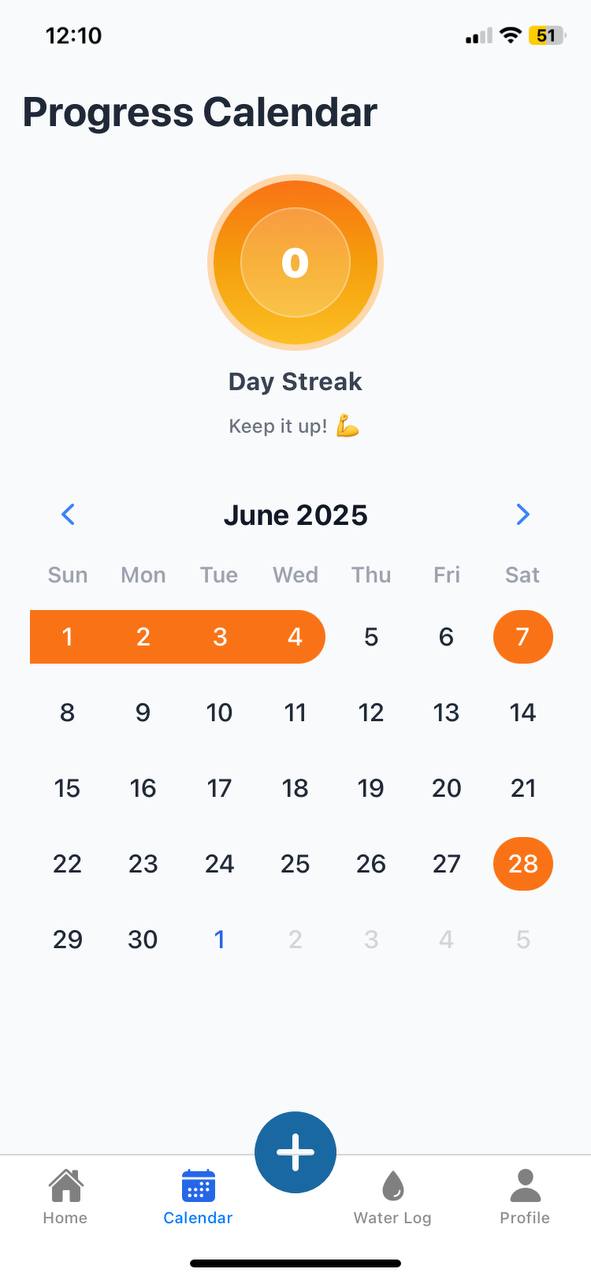 12:10
51
Progress Calendar
0
Day Streak
Keep it up! 💪
June 2025
Sun Mon Tue Wed Thu Fri Sat
1 2 3 4 5 6 7
8 9 10 11 12 13 14
15 16 17 18 19 20 21
22 23 24 25 26 27 28
29 30 1 2 3 4 5
Home Calendar Water Log Profile